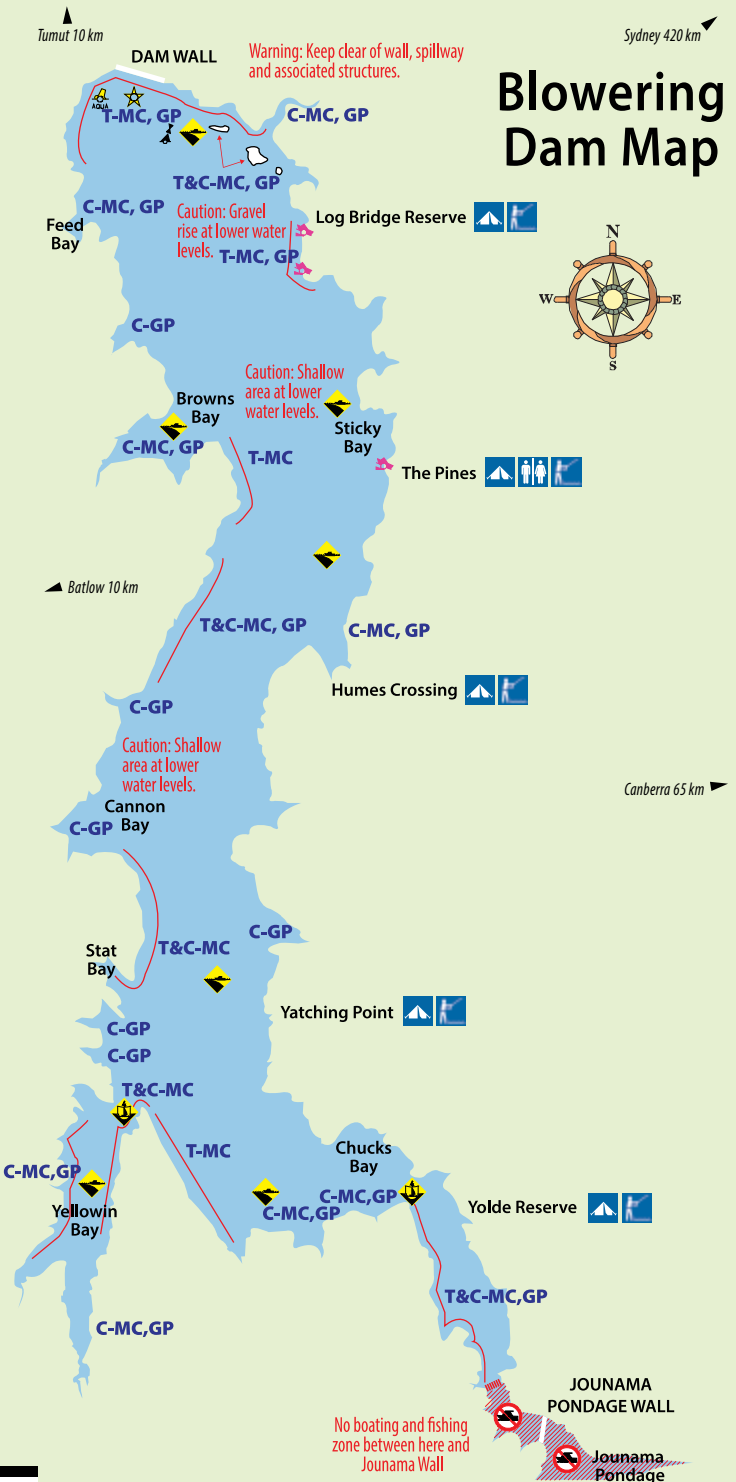 Tumut 10 km
Sydney 420 km
DAM WALL
Warning: Keep clear of wall, spillway
and associated structures.
Blowering
Dam Map
AQUA
T-MC, GP
C-MC, GP
T&C-MC, GP
C-MC, GP
Feed
Bay
Caution: Gravel
rise at lower water
levels.
Log Bridge Reserve
T-MC, GP
N
W
E
S
C-GP
Caution: Shallow
area at lower
water levels.
Browns
Bay
Sticky
Bay
C-MC, GP
T-MC
The Pines
Batlow 10 km
T&C-MC, GP
C-MC, GP
Humes Crossing
C-GP
Caution: Shallow
area at lower
water levels.
Canberra 65 km
Cannon
Bay
C-GP
C-GP
Stat
Bay
T&C-MC
Yatching Point
C-GP
C-GP
T&C-MC
T-MC
Chucks
Bay
C-MC,GP
C-MC,GP
C-MC,GP
Yellowin
Bay
Yolde Reserve
T&C-MC,GP
C-MC,GP
JOUNAMA
PONDAGE WALL
No boating and fishing
zone between here and
Jounama Wall
Jounama
Pondage